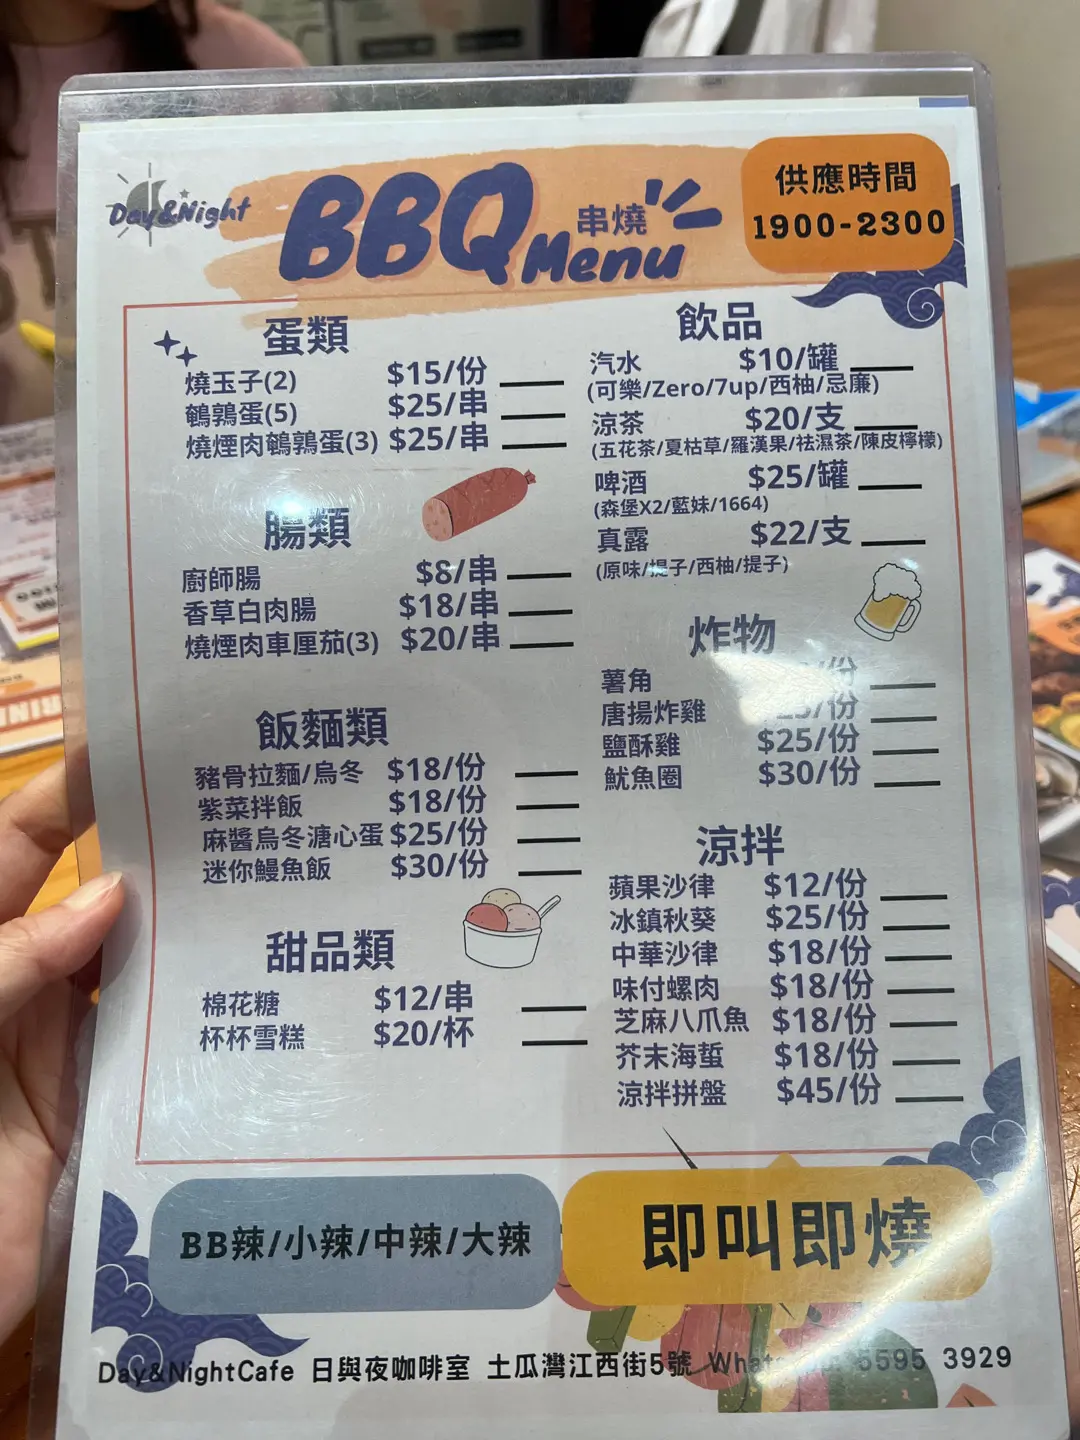 Day&Night
BBQ
串燒
Menu
供應時間
1900-2300
蛋類
燒玉子(2) $15/份
鵪鶉蛋(5) $25/串
燒煙肉鵪鶉蛋(3) $25/串
腸類
廚師腸 $8/串
香草白肉腸 $18/串
燒煙肉車厘茄(3) $20/串
飯麵類
豬骨拉麵/烏冬 $18/份
紫菜拌飯 $18/份
麻醬烏冬溏心蛋 $25/份
迷你鰻魚飯 $30/份
甜品類
棉花糖 $12/串
杯杯雪糕 $20/杯
飲品
汽水 $10/罐
(可樂/Zero/7up/西柚/忌廉)
涼茶 $20/支
(五花茶/夏枯草/羅漢果/祛濕茶/陳皮檸檬)
啤酒 $25/罐
(森堡X2/藍妹/1664)
真露 $22/支
(原味/提子/西柚/提子)
炸物
薯角 /份
唐揚炸雞 /份
鹽酥雞 $25/份
魷魚圈 $30/份
涼拌
蘋果沙律 $12/份
冰鎮秋葵 $25/份
中華沙律 $18/份
味付螺肉 $18/份
芝麻八爪魚 $18/份
芥末海蜇 $18/份
涼拌拼盤 $45/份
BB辣/小辣/中辣/大辣
即叫即燒
Day&NightCafe 日與夜咖啡室 土瓜灣江西街5號 5595 3929